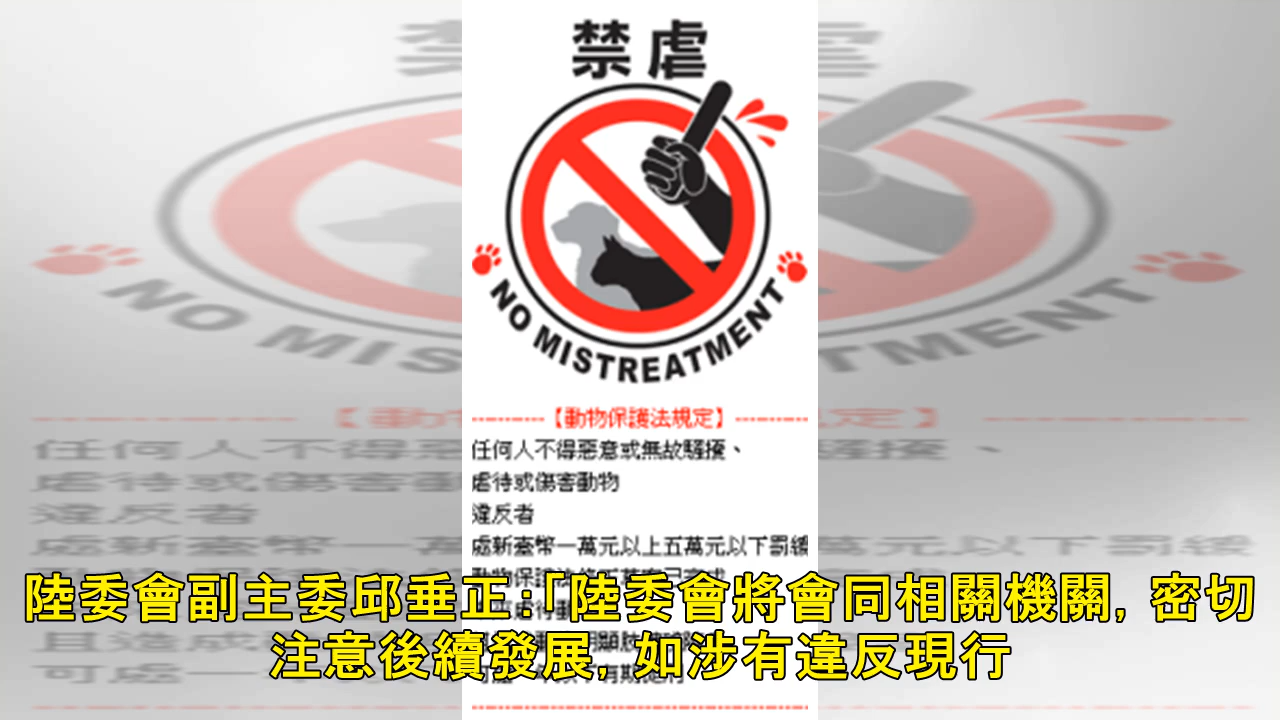 禁虐
NO MISTREATMENT
【動物保護法規定】
任何人不得惡意或無故騷擾、
虐待或傷害動物
違反者
處新臺幣一萬元以上五萬元以下罰鍰
陸委會副主委邱垂正:「陸委會將會同相關機關, 密切
注意後續發展, 如涉有違反現行